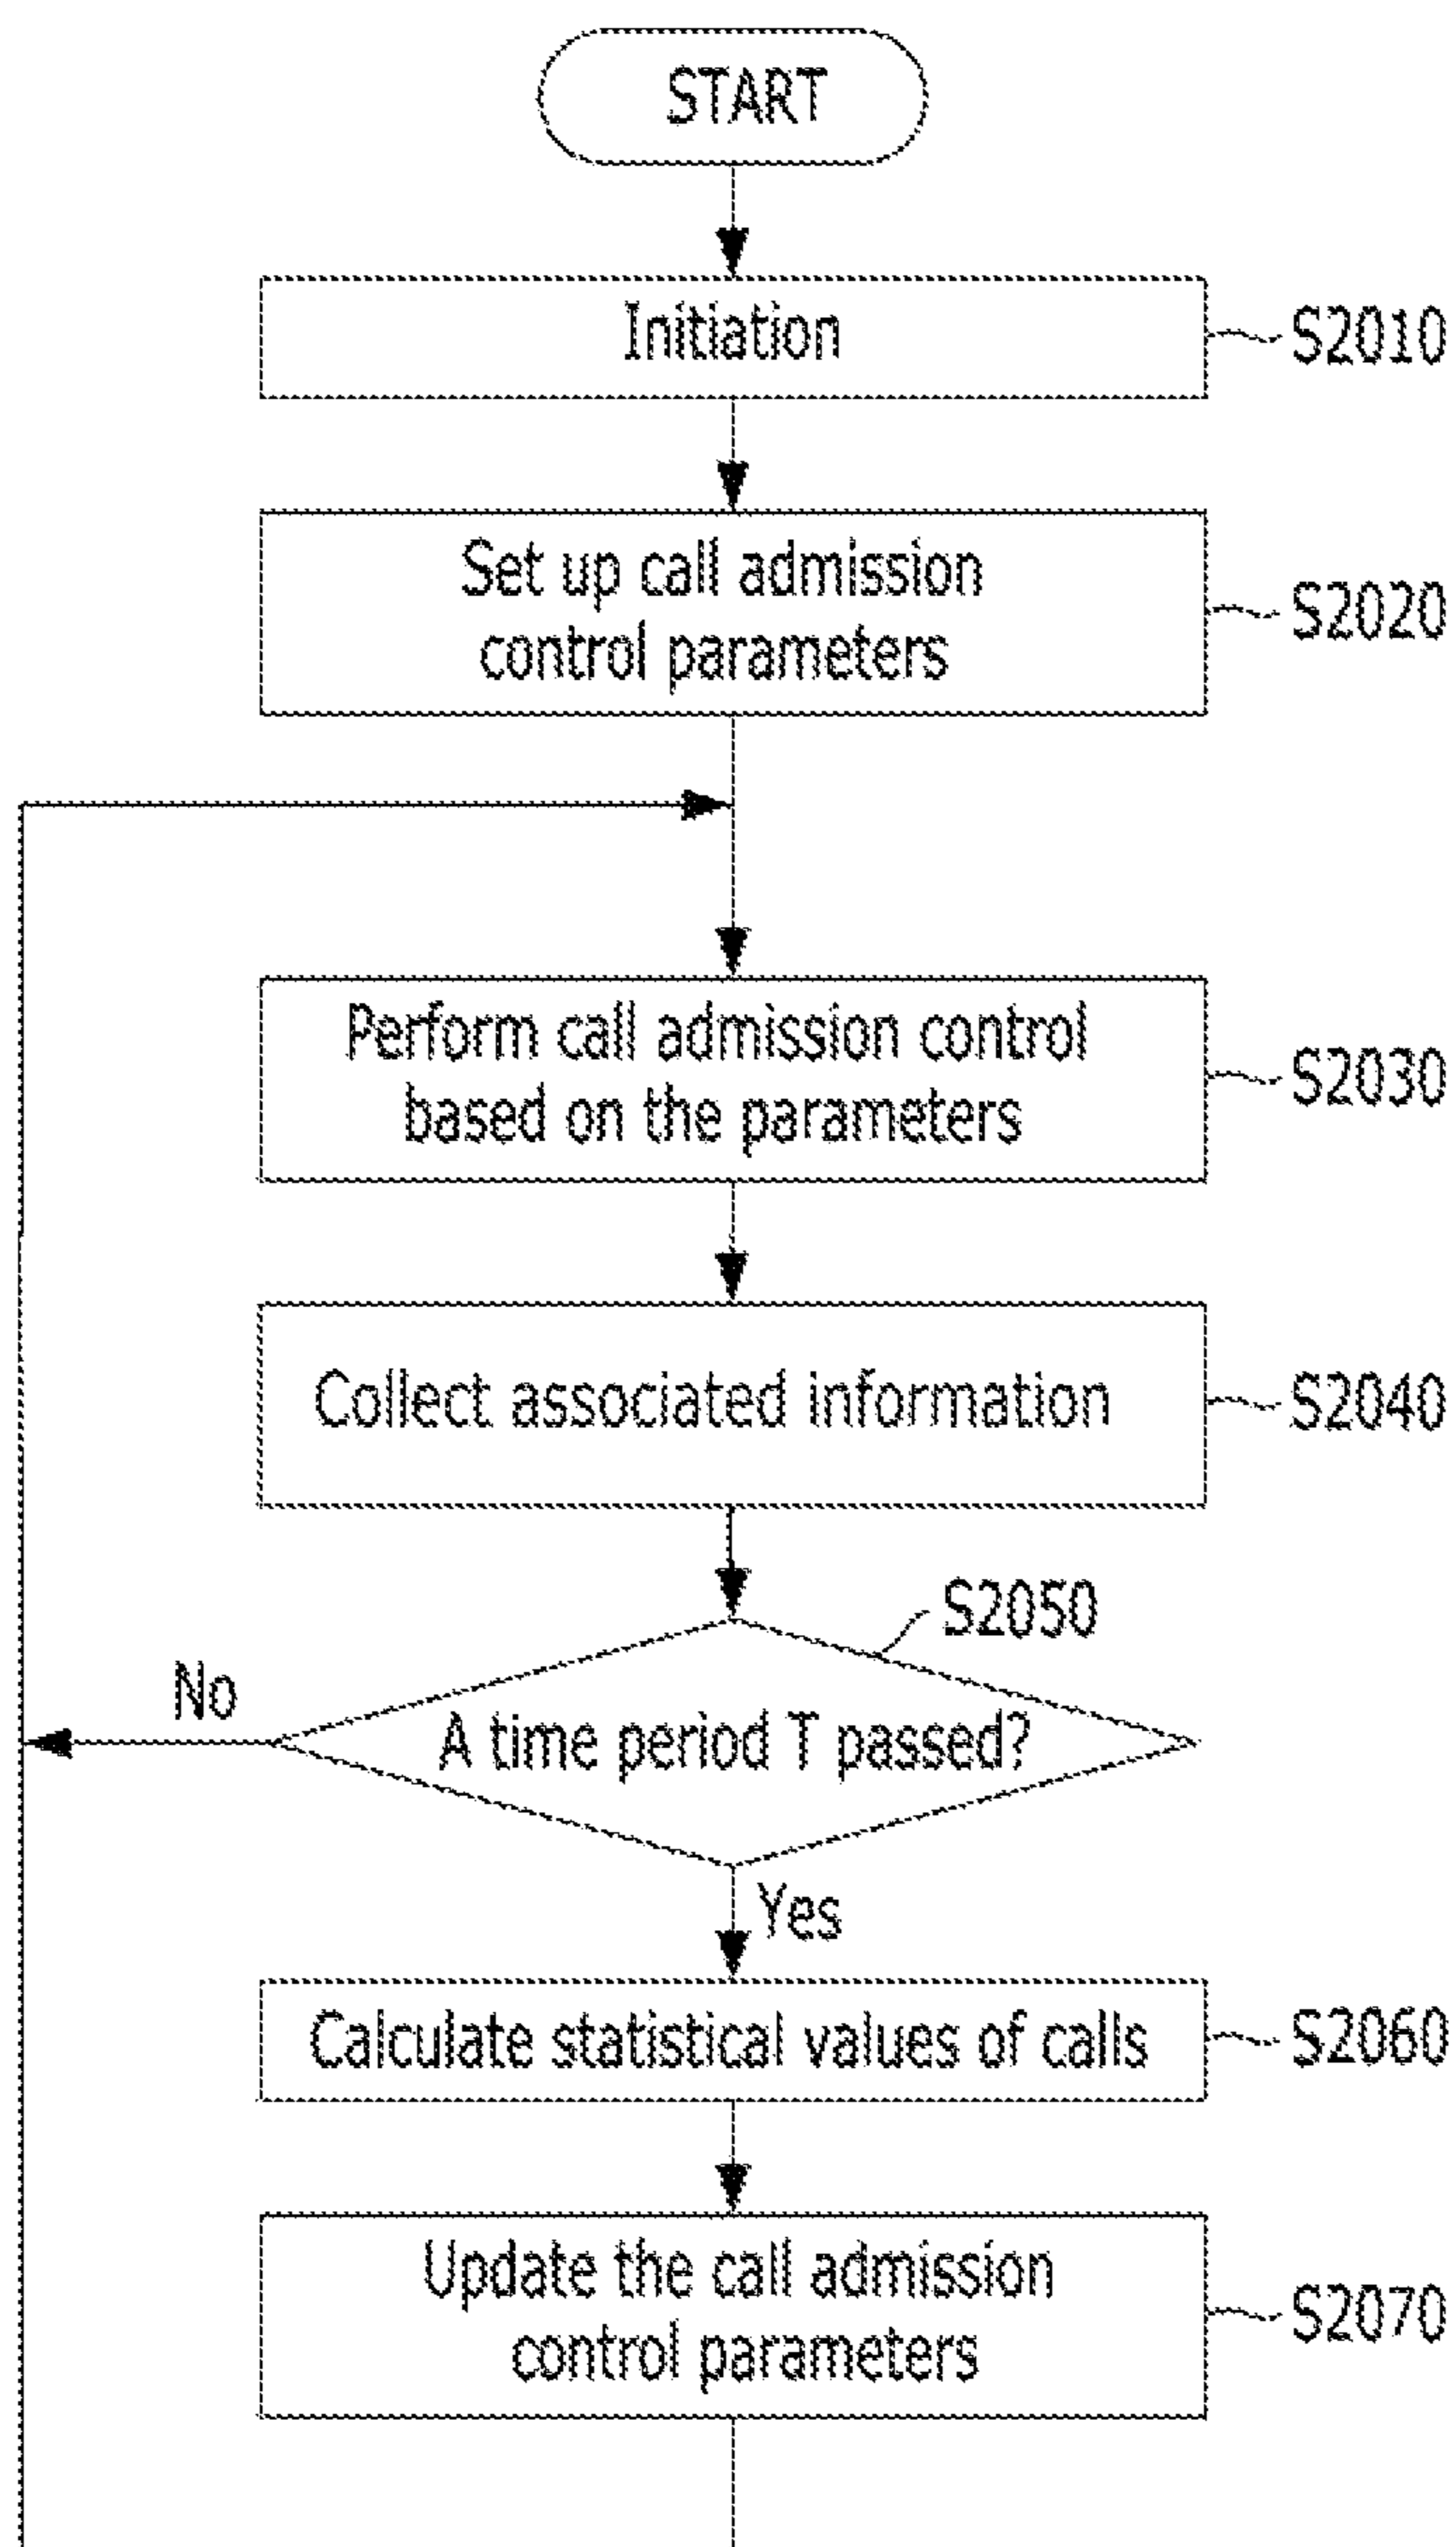 START
Initiation
S2010
Set up call admission
control parameters
S2020
Perform call admission control
based on the parameters
S2030
Collect associated information
S2040
S2050
No
A time period T passed?
Yes
Calculate statistical values of calls
S2060
Update the call admission
control parameters
S2070